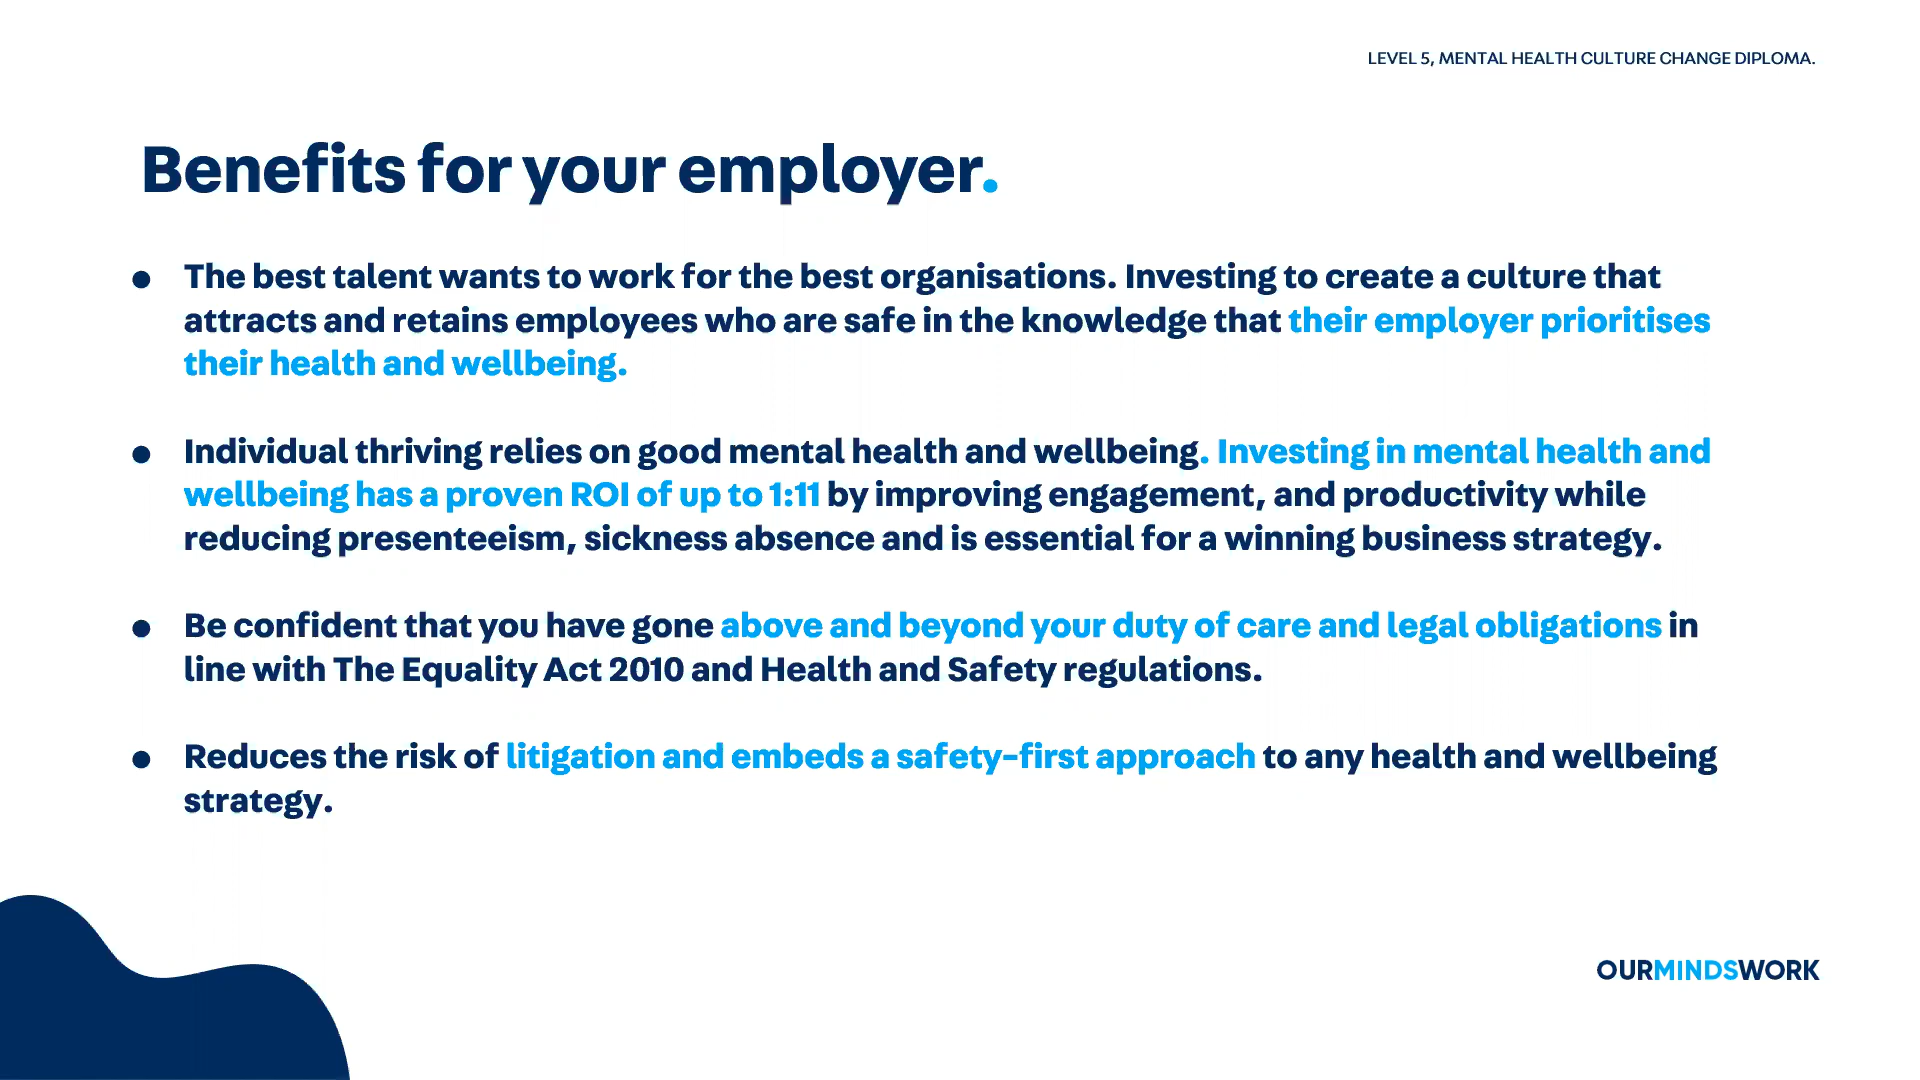 LEVEL 5, MENTAL HEALTH CULTURE CHANGE DIPLOMA.
Benefits for your employer.
● The best talent wants to work for the best organisations. Investing to create a culture that
attracts and retains employees who are safe in the knowledge that their employer prioritises
their health and wellbeing.
● Individual thriving relies on good mental health and wellbeing. Investing in mental health and
wellbeing has a proven ROI of up to 1:11 by improving engagement, and productivity while
reducing presenteeism, sickness absence and is essential for a winning business strategy.
● Be confident that you have gone above and beyond your duty of care and legal obligations in
line with The Equality Act 2010 and Health and Safety regulations.
● Reduces the risk of litigation and embeds a safety-first approach to any health and wellbeing
strategy.
OURMINDSWORK